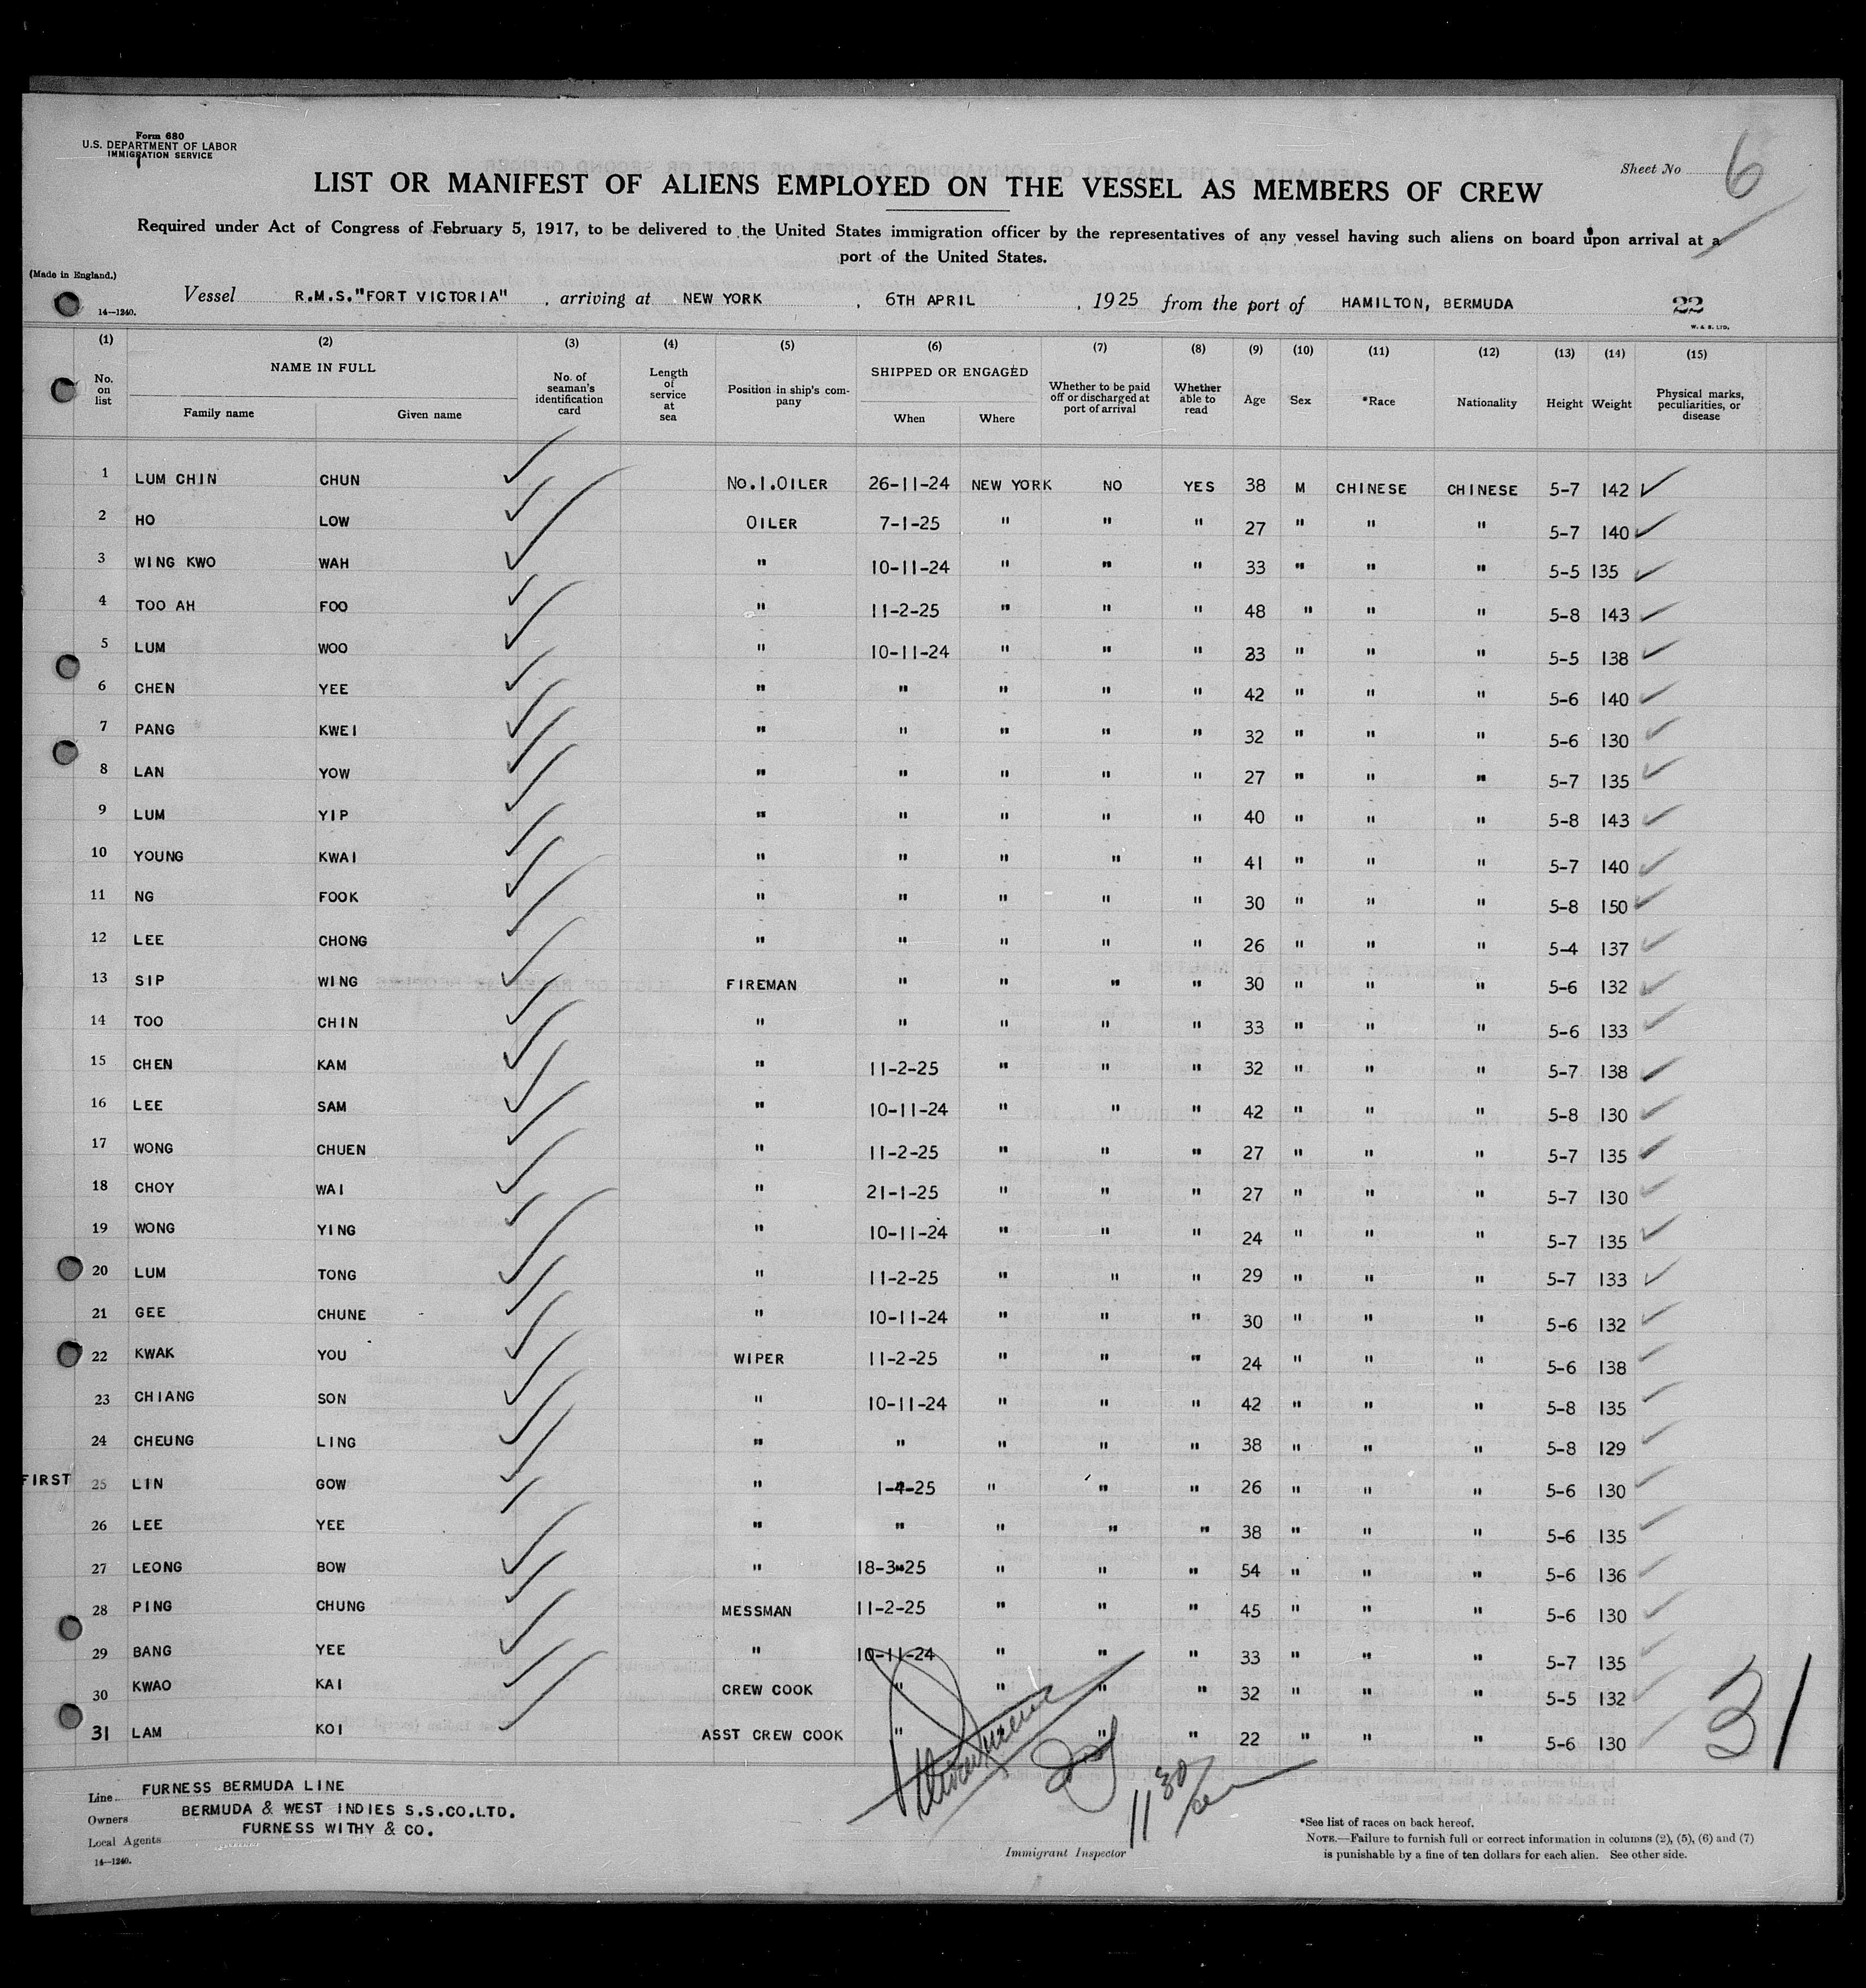 Form 680
U.S. DEPARTMENT OF LABOR
IMMIGRATION SERVICE
Sheet No 6
LIST OR MANIFEST OF ALIENS EMPLOYED ON THE VESSEL AS MEMBERS OF CREW
Required under Act of Congress of February 5, 1917, to be delivered to the United States immigration officer by the representatives of any vessel having such aliens on board upon arrival at a
port of the United States.
(Made in England.)
Vessel R.M.S."FORT VICTORIA" , arriving at NEW YORK , 6TH APRIL , 1925 from the port of HAMILTON, BERMUDA 22
14—1240.
W. & S. LTD.
(1) (2) (3) (4) (5) (6) (7) (8) (9) (10) (11) (12) (13) (14) (15)
No. on list NAME IN FULL Family name Given name No. of seaman's identification card Length of service at sea Position in ship's company SHIPPED OR ENGAGED When Where Whether to be paid off or discharged at port of arrival Whether able to read Age Sex *Race Nationality Height Weight Physical marks, peculiarities, or disease
1 LUM CHIN CHUN No.1.OILER 26-11-24 NEW YORK NO YES 38 M CHINESE CHINESE 5-7 142
2 HO LOW OILER 7-1-25 " " " 27 " " " 5-7 140
3 WING KWO WAH " 10-11-24 " " " 33 " " " 5-5 135
4 TOO AH FOO " 11-2-25 " " " 48 " " " 5-8 143
5 LUM WOO " 10-11-24 " " " 33 " " " 5-5 138
6 CHEN YEE " " " " " 42 " " " 5-6 140
7 PANG KWEI " " " " " 32 " " " 5-6 130
8 LAN YOW " " " " " 27 " " " 5-7 135
9 LUM YIP " " " " " 40 " " " 5-8 143
10 YOUNG KWAI " " " " " 41 " " " 5-7 140
11 NG FOOK " " " " " 30 " " " 5-8 150
12 LEE CHONG " " " " " 26 " " " 5-4 137
13 SIP WING FIREMAN " " " " 30 " " " 5-6 132
14 TOO CHIN " " " " " 33 " " " 5-6 133
15 CHEN KAM " 11-2-25 " " " 32 " " " 5-7 138
16 LEE SAM " 10-11-24 " " " 42 " " " 5-8 130
17 WONG CHUEN " 11-2-25 " " " 27 " " " 5-7 135
18 CHOY WAI " 21-1-25 " " " 27 " " " 5-7 130
19 WONG YING " 10-11-24 " " " 24 " " " 5-7 135
20 LUM TONG " 11-2-25 " " " 29 " " " 5-7 133
21 GEE CHUNE " 10-11-24 " " " 30 " " " 5-6 132
22 KWAK YOU WIPER 11-2-25 " " " 24 " " " 5-6 138
23 CHIANG SON " 10-11-24 " " " 42 " " " 5-8 135
24 CHEUNG LING " " " " " 38 " " " 5-8 129
FIRST 25 LIN GOW " 1-4-25 " " " 26 " " " 5-6 130
26 LEE YEE " " " " " 38 " " " 5-6 135
27 LEONG BOW " 18-3-25 " " " 54 " " " 5-6 136
28 PING CHUNG MESSMAN 11-2-25 " " " 45 " " " 5-6 130
29 BANG YEE " 10-11-24 " " " 33 " " " 5-7 135
30 KWAO KAI CREW COOK " " " " 32 " " " 5-5 132
31 LAM KOI ASST CREW COOK " " " 22 " " " 5-6 130
31
Line FURNESS BERMUDA LINE
Owners BERMUDA & WEST INDIES S.S.CO.LTD.
Local Agents FURNESS WITHY & CO.
14—1240.
11 30
Immigrant Inspector
*See list of races on back hereof.
NOTE.—Failure to furnish full or correct information in columns (2), (5), (6) and (7)
is punishable by a fine of ten dollars for each alien. See other side.